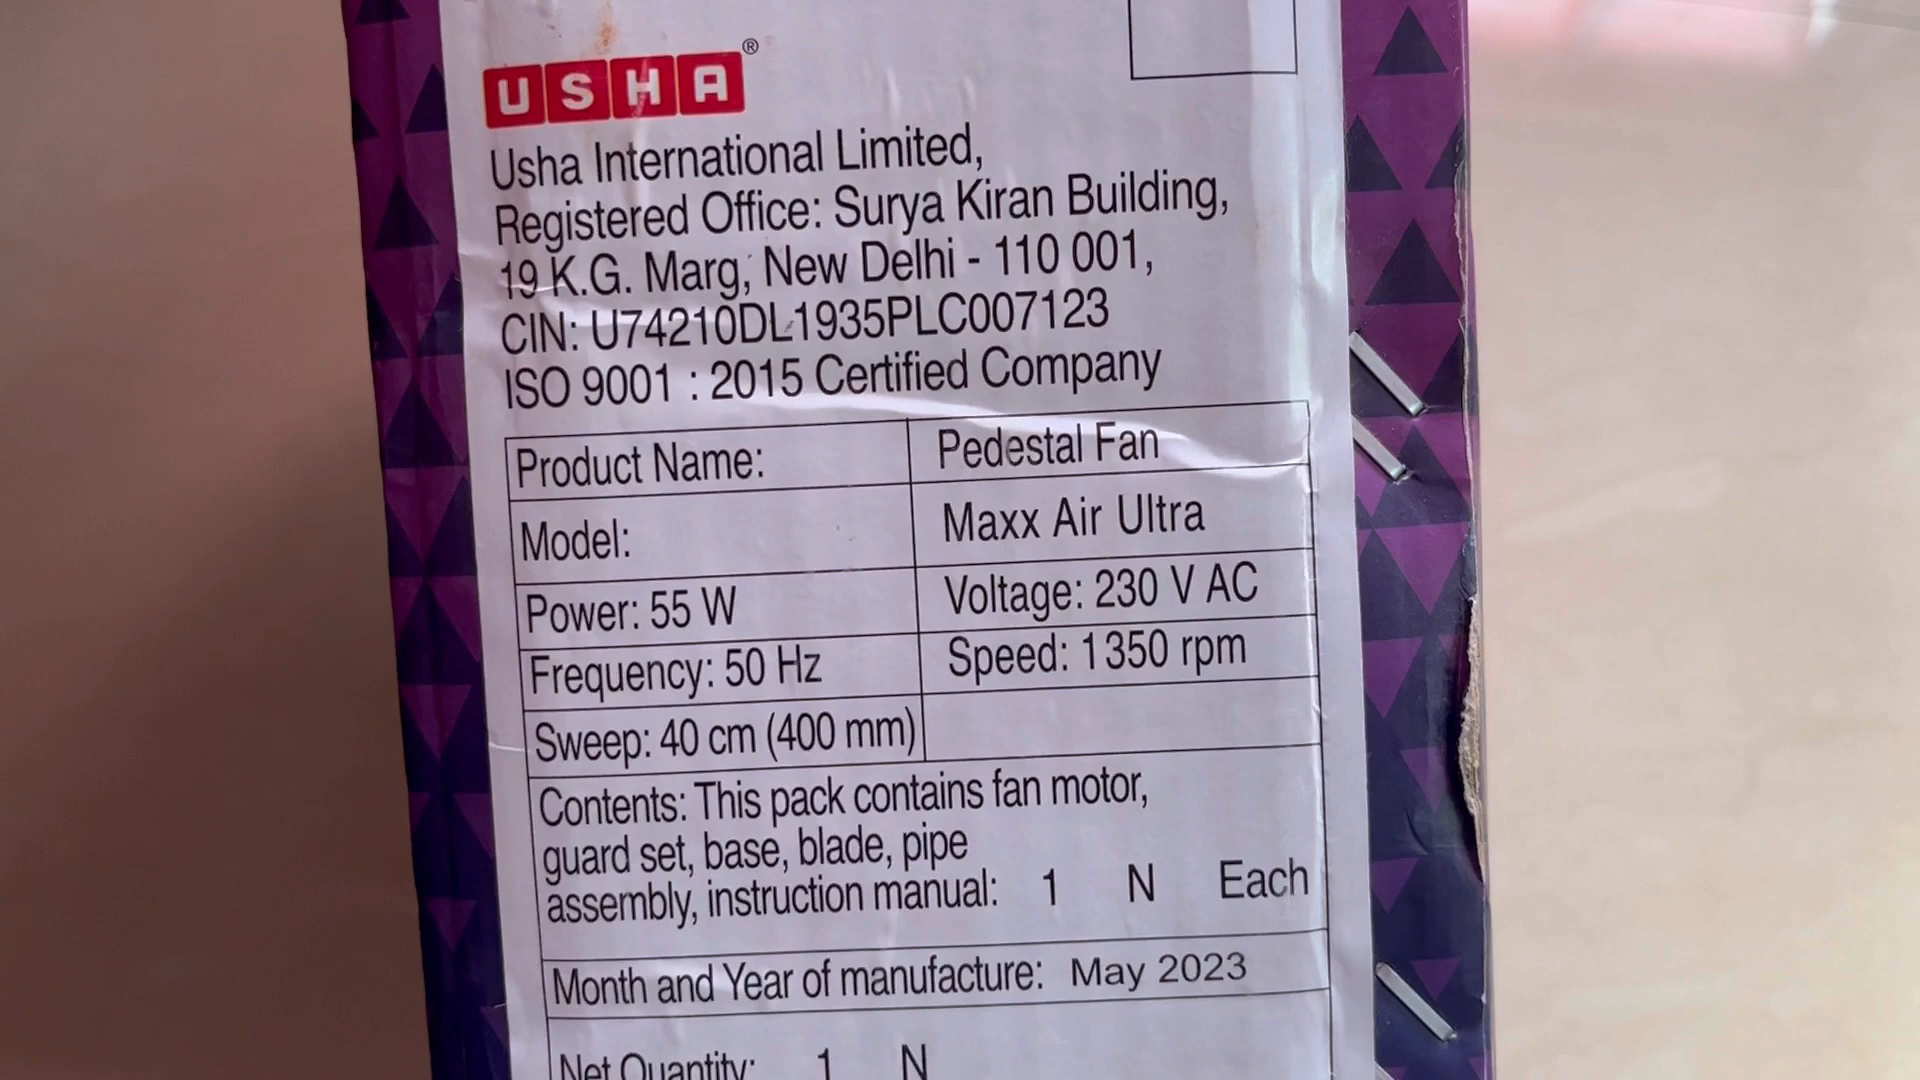 USHA®
Usha International Limited,
Registered Office: Surya Kiran Building,
19 K.G. Marg, New Delhi - 110 001,
CIN: U74210DL1935PLC007123
ISO 9001 : 2015 Certified Company
Product Name: Pedestal Fan
Model: Maxx Air Ultra
Power: 55 W Voltage: 230 V AC
Frequency: 50 Hz Speed: 1350 rpm
Sweep: 40 cm (400 mm)
Contents: This pack contains fan motor,
guard set, base, blade, pipe
assembly, instruction manual: 1 N Each
Month and Year of manufacture: May 2023
Net Quantity: 1 N